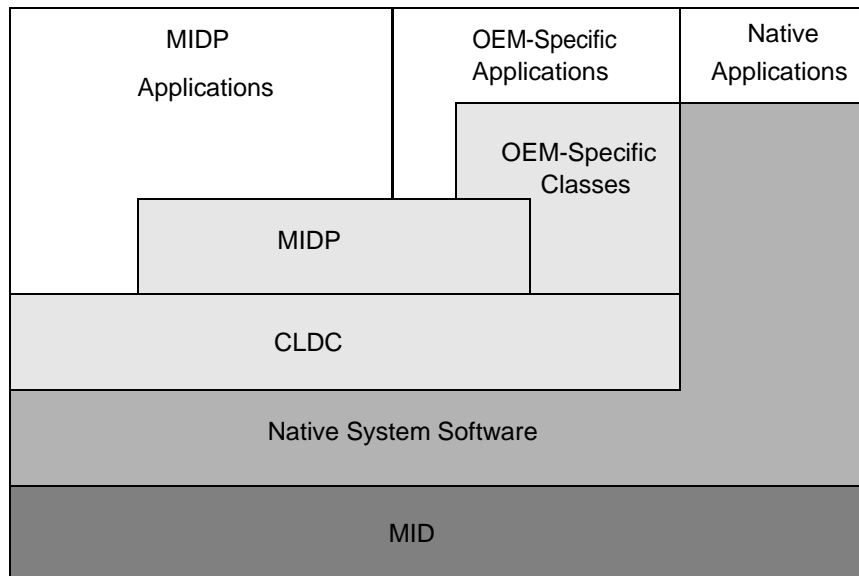 MIDP
Applications
OEM-Specific
Applications
Native
Applications
OEM-Specific
Classes
MIDP
CLDC
Native System Software
MID